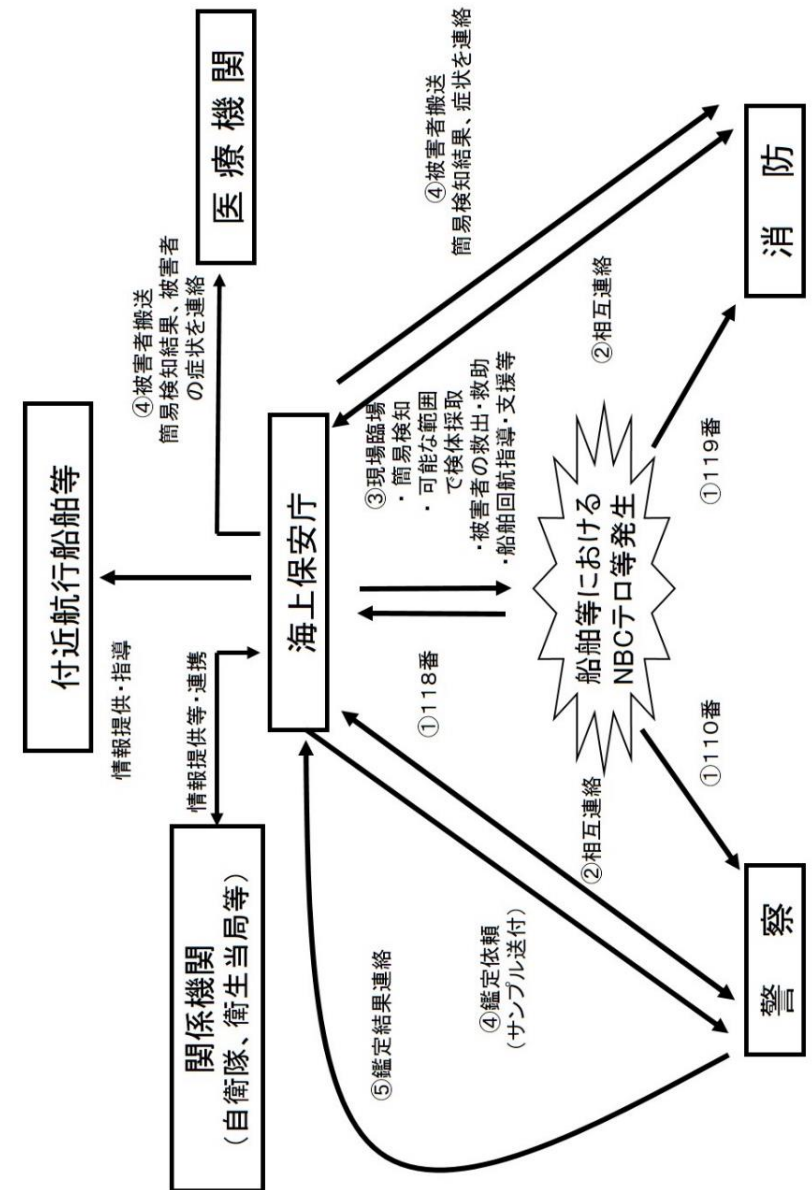 付近航行船舶等
情報提供・指導
関係機関
(自衛隊、衛生当局等)
情報提供等・連携
④被害者搬送
簡易検知結果、被害者
の症状を連絡
医療機関
海上保安庁
⑤鑑定結果連絡
④鑑定依頼
(サンプル送付)
②相互連絡
①118番
③現場臨場
・簡易検知
・可能な範囲
で検体採取
・被害者の救出・救助
・船舶回航指導・支援等
④被害者搬送
簡易検知結果、症状を連絡
②相互連絡
船舶等における
NBCテロ等発生
①110番
①119番
警察
消防